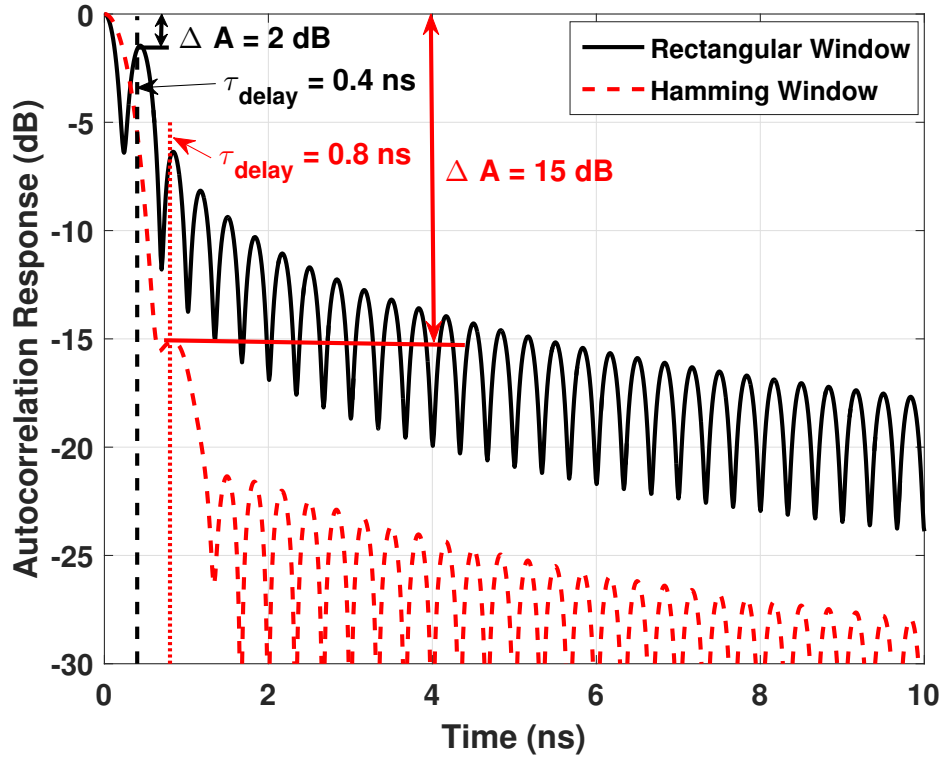 Δ A = 2 dB
τdelay = 0.4 ns
τdelay = 0.8 ns
Δ A = 15 dB
Rectangular Window
Hamming Window
Autocorrelation Response (dB)
0
-5
-10
-15
-20
-25
-30
0 2 4 6 8 10
Time (ns)